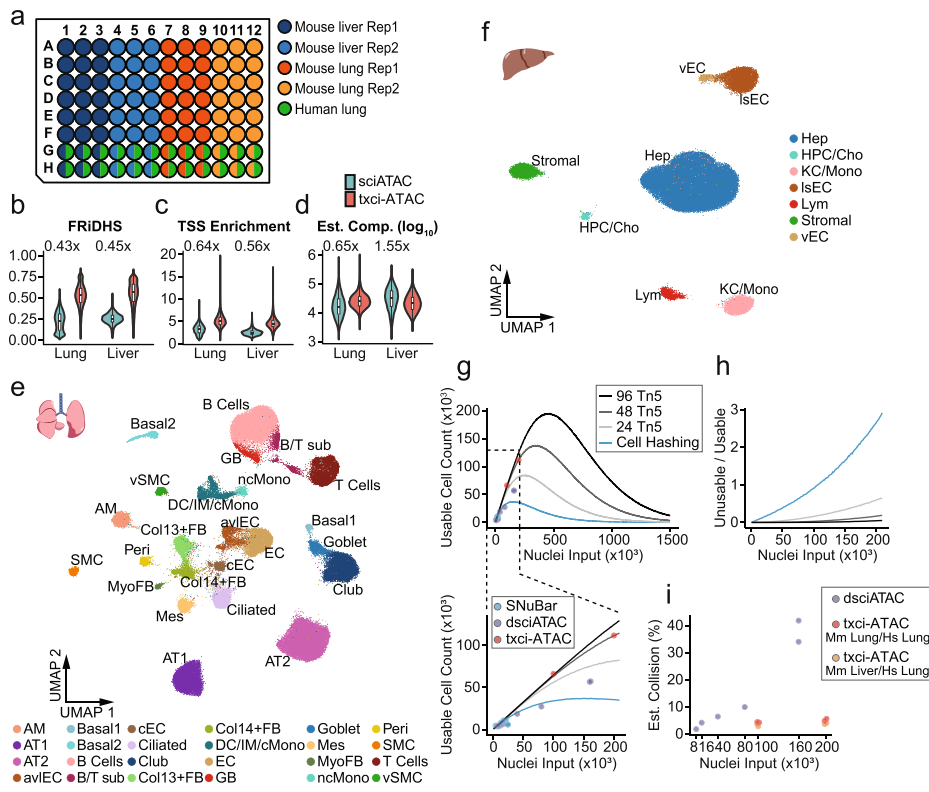 a
1 2 3 4 5 6 7 8 9 10 11 12
A
B
C
D
E
F
G
H
Mouse liver Rep1
Mouse liver Rep2
Mouse lung Rep1
Mouse lung Rep2
Human lung
sciATAC
txci-ATAC
b
FRiDHS
0.43x 0.45x
1.00
0.75
0.50
0.25
0.00
Lung Liver
c
TSS Enrichment
0.64x 0.56x
20
15
10
5
0
Lung Liver
d
Est. Comp. (log10)
0.65x 1.55x
6
5
4
3
Lung Liver
e
B Cells
Basal2
B/T sub
GB
T Cells
vSMC
ncMono
DC/IM/cMono
AM
avlEC
Basal1
Col13+FB
Goblet
Peri
EC
SMC
cEC
MyoFB
Col14+FB
Club
Mes
Ciliated
AT2
AT1
UMAP 2
UMAP 1
AM Basal1 cEC Col14+FB Goblet Peri
AT1 Basal2 Ciliated DC/IM/cMono Mes SMC
AT2 B Cells Club EC MyoFB T Cells
avlEC B/T sub Col13+FB GB ncMono vSMC
f
vEC
lsEC
Stromal
Hep
HPC/Cho
Lym
KC/Mono
UMAP 2
UMAP 1
Hep
HPC/Cho
KC/Mono
lsEC
Lym
Stromal
vEC
g
Usable Cell Count (x10³)
200
150
100
50
0
0 500 1000 1500
Nuclei Input (x10³)
96 Tn5
48 Tn5
24 Tn5
Cell Hashing
Usable Cell Count (x10³)
100
50
0
0 50 100 150 200
Nuclei Input (x10³)
SNuBar
dsciATAC
txci-ATAC
h
Unusable / Usable
3
2
1
0
0 50 100 150 200
Nuclei Input (x10³)
i
Est. Collision (%)
40
30
20
10
0
8 16 40 80 100 160 200
Nuclei Input (x10³)
dsciATAC
txci-ATAC
Mm Lung/Hs Lung
txci-ATAC
Mm Liver/Hs Lung